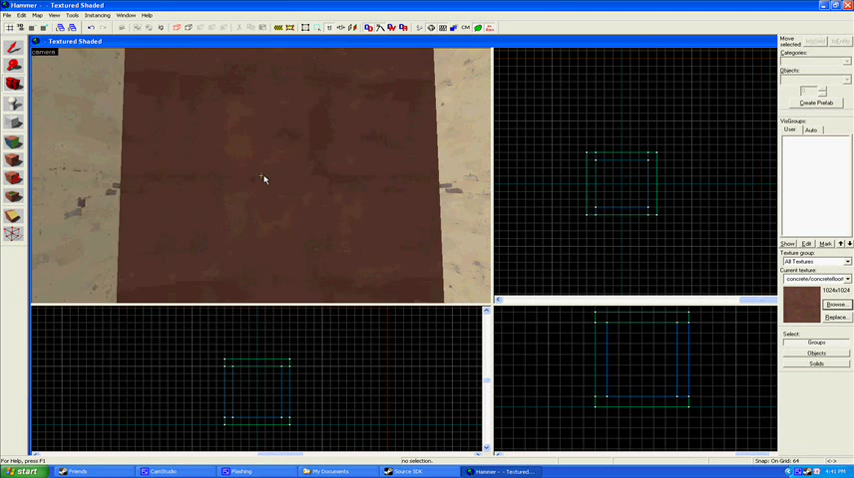 Hammer - - Textured Shaded
File Edit Map View Tools Instancing Window Help
- Textured Shaded
camera
Move
selected:
Categories:
Objects:
Create Prefab
VisGroups:
User Auto
Show Edit Mark
Texture group:
All Textures
Current texture:
concrete/concretefloor
1024x1024
Browse...
Replace...
Select:
Groups
Objects
Solids
For Help, press F1
no selection.
Snap: On Grid: 64
<->
start
Friends
CamStudio
Flashing
My Documents
Source SDK
Hammer - - Textured...
4:41 PM